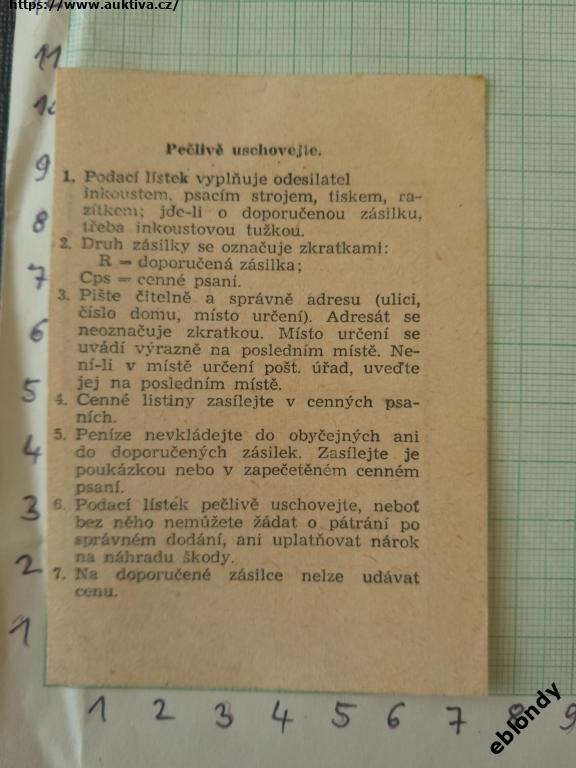 https://www.auktiva.cz/
11
10
9
8
7
6
5
4
3
2
1
Pečlivě uschovejte.
1. Podací lístek vyplňuje odesilatel
inkoustem, psacím strojem, tiskem, ra-
zítkem; jde-li o doporučenou zásilku,
třeba inkoustovou tužkou.
2. Druh zásilky se označuje zkratkami:
R = doporučená zásilka;
Cps = cenné psaní.
3. Pište čitelně a správně adresu (ulici,
číslo domu, místo určení). Adresát se
neoznačuje zkratkou. Místo určení se
uvádí výrazně na posledním místě. Ne-
ní-li v místě určení pošt. úřad, uveďte
jej na posledním místě.
4. Cenné listiny zasílejte v cenných psa-
ních.
5. Peníze nevkládejte do obyčejných ani
do doporučených zásilek. Zasílejte je
poukázkou nebo v zapečetěném cenném
psaní.
6. Podací lístek pečlivě uschovejte, neboť
bez něho nemůžete žádat o pátrání po
správném dodání, ani uplatňovat nárok
na náhradu škody.
7. Na doporučené zásilce nelze udávat
cenu.
1 2 3 4 5 6 7 8 9
eblondy